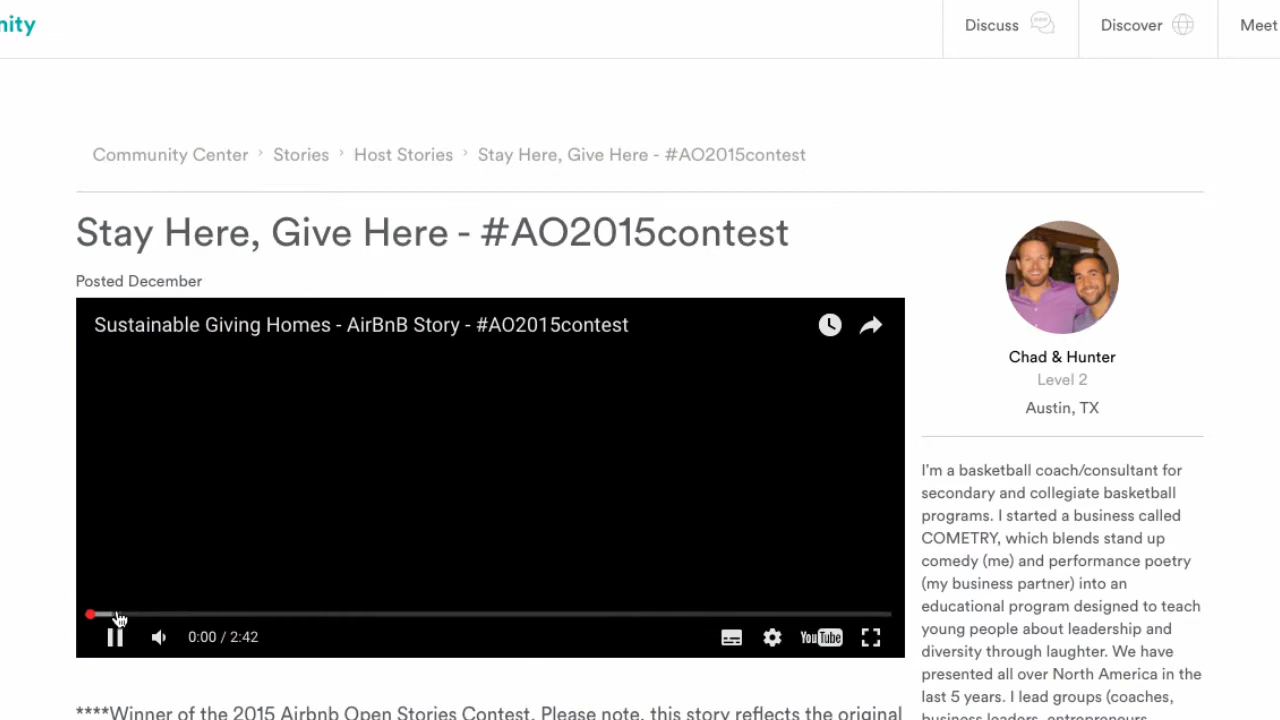 nity
Discuss
Discover
Meet
Community Center › Stories › Host Stories › Stay Here, Give Here - #AO2015contest
Stay Here, Give Here - #AO2015contest
Posted December
Sustainable Giving Homes - AirBnB Story - #AO2015contest
0:00 / 2:42
YouTube
****Winner of the 2015 Airbnb Open Stories Contest. Please note, this story reflects the original
Chad & Hunter
Level 2
Austin, TX
I'm a basketball coach/consultant for
secondary and collegiate basketball
programs. I started a business called
COMETRY, which blends stand up
comedy (me) and performance poetry
(my business partner) into an
educational program designed to teach
young people about leadership and
diversity through laughter. We have
presented all over North America in the
last 5 years. I lead groups (coaches,
business leaders, entrepreneurs